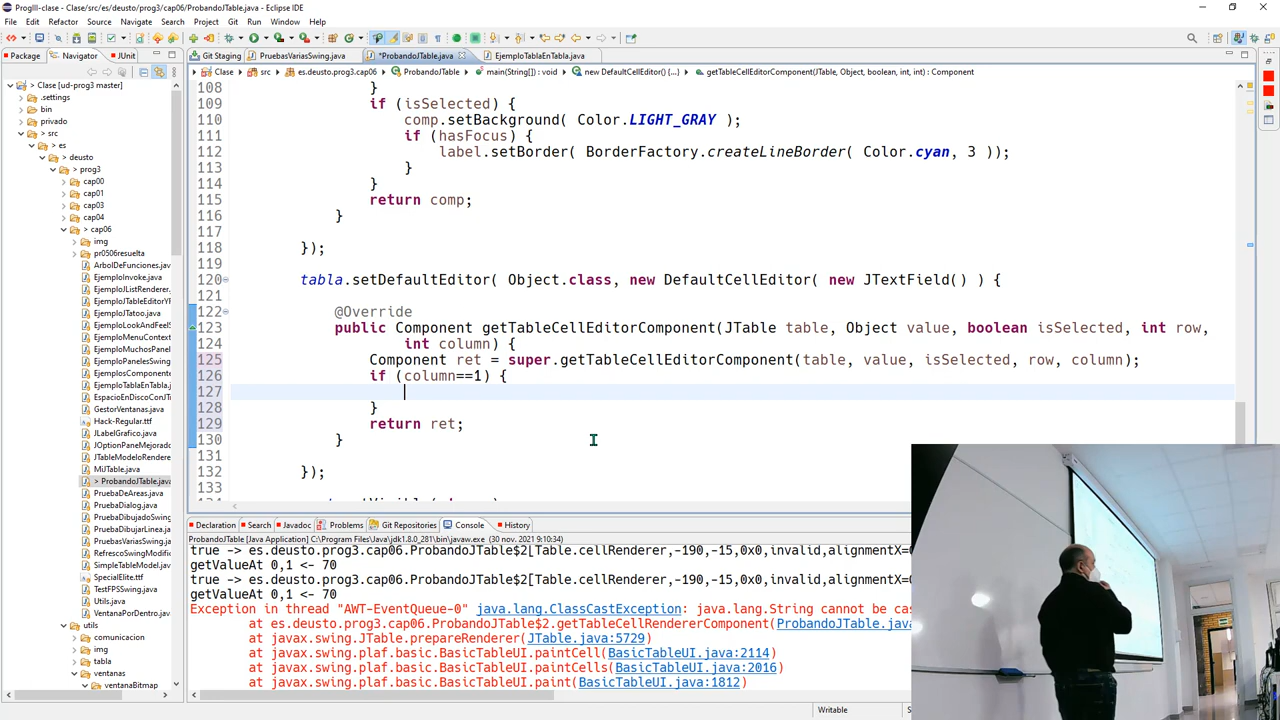 ProgIII-clase - Clase/src/es/deusto/prog3/cap06/ProbandoJTable.java - Eclipse IDE
File Edit Refactor Source Navigate Search Project Git Run Window Help
Package Navigator JUnit
Git Staging PruebasVariasSwing.java *ProbandoJTable.java EjemploTablaEnTabla.java
Clase src es.deusto.prog3.cap06 ProbandoJTable main(String[]) : void new DefaultCellEditor() {...} getTableCellEditorComponent(JTable, Object, boolean, int, int) : Component
> Clase [ud-prog3 master]
.settings
bin
privado
> src
> es
> deusto
> prog3
cap00
cap01
cap03
cap04
> cap06
img
pr0506resuelta
ArbolDeFunciones.java
EjemploInvoke.java
EjemploJListRenderer.
EjemploJTableEditorYF
EjemploJTatoo.java
EjemploLookAndFeelS
EjemploMenuContext
EjemploMuchosPanel
EjemploPanelesSwing
EjemploTablaEnTabla.
EspacioEnDiscoConJT
GestorVentanas.java
Hack-Regular.ttf
JLabelGrafico.java
JOptionPaneMejorado
JTableModeloRendere
MiJTable.java
> ProbandoJTable.java
PruebaDeAreas.java
PruebaDialog.java
PruebaDibujadoSwing
PruebaDibujarLinea.ja
PruebasVariasSwing.ja
RefrescoSwingModific
SimpleTableModel.jav
SpecialElite.ttf
TestFPSSwing.java
Utils.java
VentanaPorDentro.jav
utils
comunicacion
img
tabla
ventanas
ventanaBitmap
108 }
109 if (isSelected) {
110 comp.setBackground( Color.LIGHT_GRAY );
111 if (hasFocus) {
112 label.setBorder( BorderFactory.createLineBorder( Color.cyan, 3 ));
113 }
114 }
115 return comp;
116 }
117
118 });
119
120 tabla.setDefaultEditor( Object.class, new DefaultCellEditor( new JTextField() ) {
121
122 @Override
123 public Component getTableCellEditorComponent(JTable table, Object value, boolean isSelected, int row,
124 int column) {
125 Component ret = super.getTableCellEditorComponent(table, value, isSelected, row, column);
126 if (column==1) {
127
128 }
129 return ret;
130 }
131
132 });
133
Declaration Search Javadoc Problems Git Repositories Console History
ProbandoJTable [Java Application] C:\Program Files\Java\jdk1.8.0_281\bin\javaw.exe (30 nov. 2021 9:10:34)
true -> es.deusto.prog3.cap06.ProbandoJTable$2[Table.cellRenderer,-190,-15,0x0,invalid,alignmentX=0
getValueAt 0,1 <- 70
true -> es.deusto.prog3.cap06.ProbandoJTable$2[Table.cellRenderer,-190,-15,0x0,invalid,alignmentX=0
getValueAt 0,1 <- 70
Exception in thread "AWT-EventQueue-0" java.lang.ClassCastException: java.lang.String cannot be cas
at es.deusto.prog3.cap06.ProbandoJTable$2.getTableCellRendererComponent(ProbandoJTable.java
at javax.swing.JTable.prepareRenderer(JTable.java:5729)
at javax.swing.plaf.basic.BasicTableUI.paintCell(BasicTableUI.java:2114)
at javax.swing.plaf.basic.BasicTableUI.paintCells(BasicTableUI.java:2016)
at javax.swing.plaf.basic.BasicTableUI.paint(BasicTableUI.java:1812)
Writable